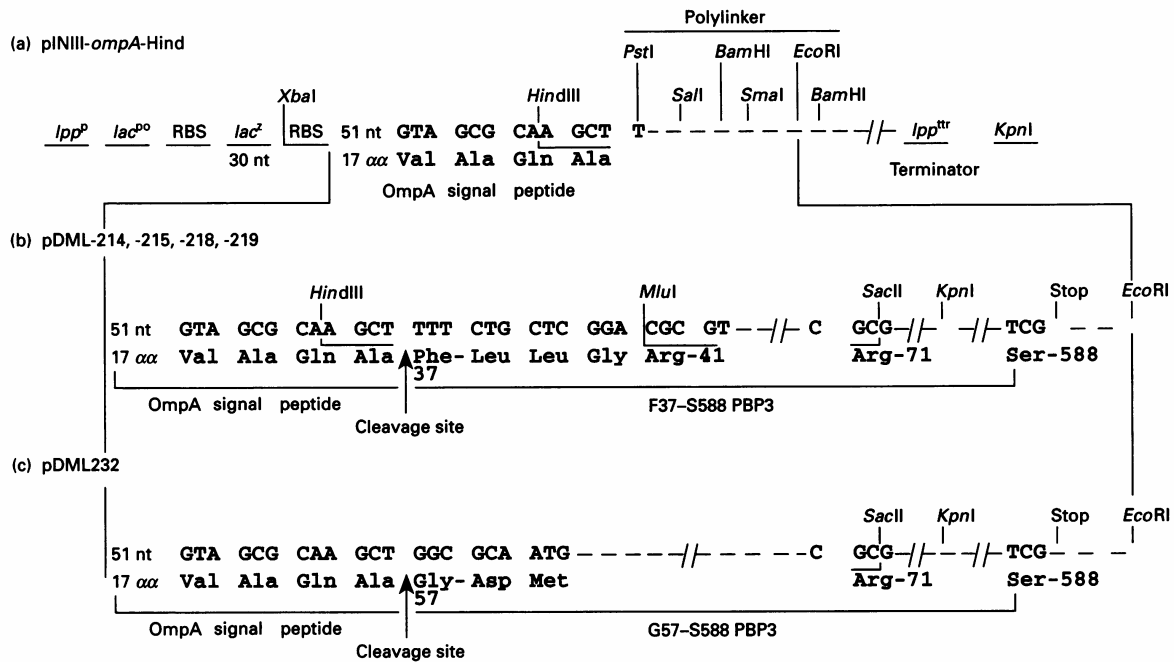 Polylinker
(a) pINIII-ompA-Hind
PstI BamHI EcoRI
XbaI HindIII SalI SmaI BamHI
lppᵖ lacᵖᵒ RBS lacᶻ RBS 51 nt GTA GCG CAA GCT T lppᵗᵗʳ KpnI
30 nt 17 αα Val Ala Gln Ala Terminator
OmpA signal peptide
(b) pDML-214, -215, -218, -219
HindIII MluI SacII KpnI Stop EcoRI
51 nt GTA GCG CAA GCT TTT CTG CTC GGA CGC GT C GCG TCG
17 αα Val Ala Gln Ala Phe-Leu Leu Gly Arg-41 Arg-71 Ser-588
37
OmpA signal peptide F37–S588 PBP3
Cleavage site
(c) pDML232
SacII KpnI Stop EcoRI
51 nt GTA GCG CAA GCT GGC GCA ATG C GCG TCG
17 αα Val Ala Gln Ala Gly-Asp Met Arg-71 Ser-588
57
OmpA signal peptide G57–S588 PBP3
Cleavage site